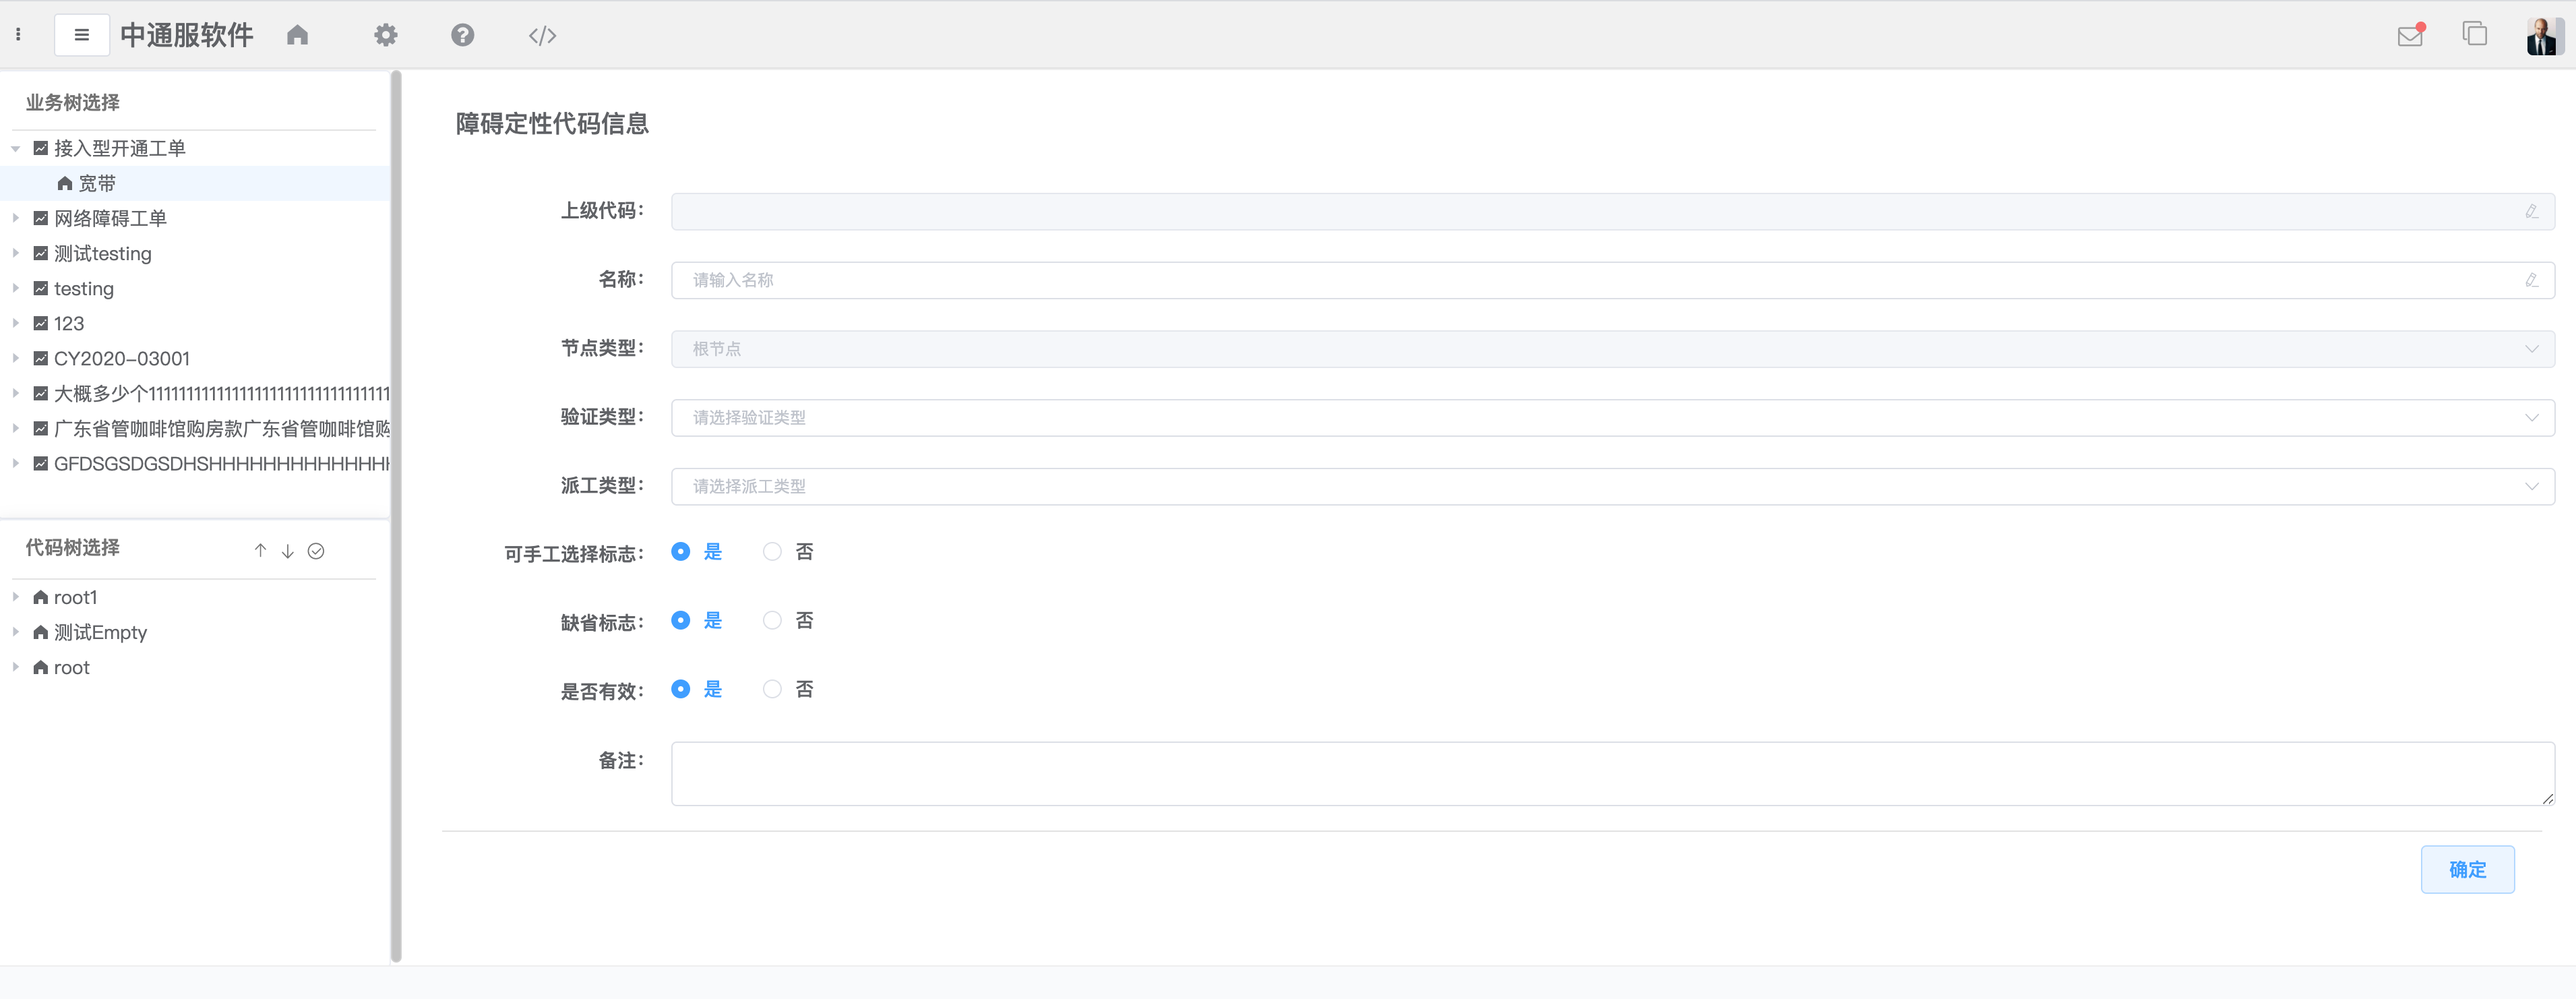 中通服软件
业务树选择
接入型开通工单
宽带
网络障碍工单
测试testing
testing
123
CY2020-03001
大概多少个11111111111111111111111111111111
广东省管咖啡馆购房款广东省管咖啡馆购
GFDSGSDGSDHSHHHHHHHHHHHHHH
代码树选择
root1
测试Empty
root
障碍定性代码信息
上级代码：
名称： 请输入名称
节点类型： 根节点
验证类型： 请选择验证类型
派工类型： 请选择派工类型
可手工选择标志： 是 否
缺省标志： 是 否
是否有效： 是 否
备注：
确定